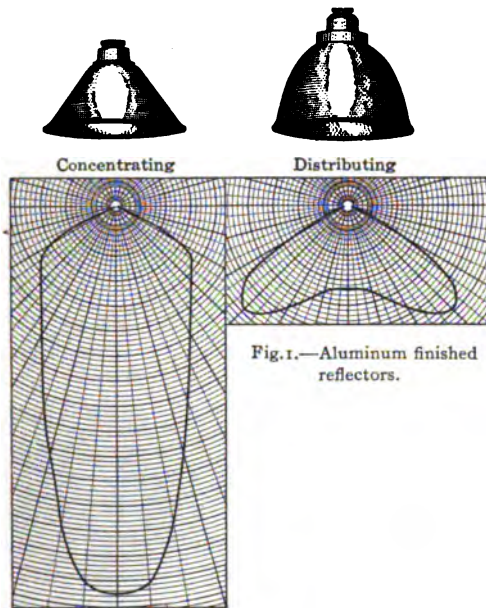 Concentrating
Distributing
Fig.1.—Aluminum finished
reflectors.